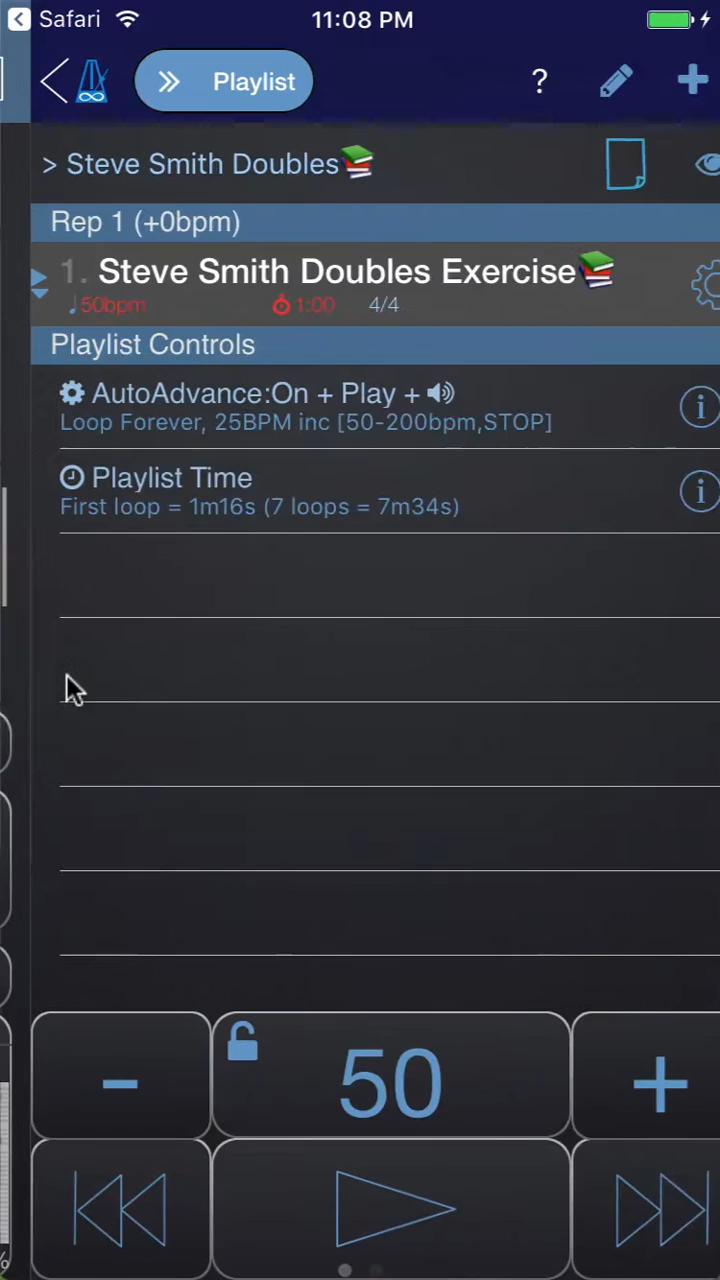 Safari 11:08 PM
Playlist ? +
> Steve Smith Doubles
Rep 1 (+0bpm)
1. Steve Smith Doubles Exercise
50bpm 1:00 4/4
Playlist Controls
AutoAdvance:On + Play +
Loop Forever, 25BPM inc [50-200bpm,STOP]
Playlist Time
First loop = 1m16s (7 loops = 7m34s)
- 50 +
%